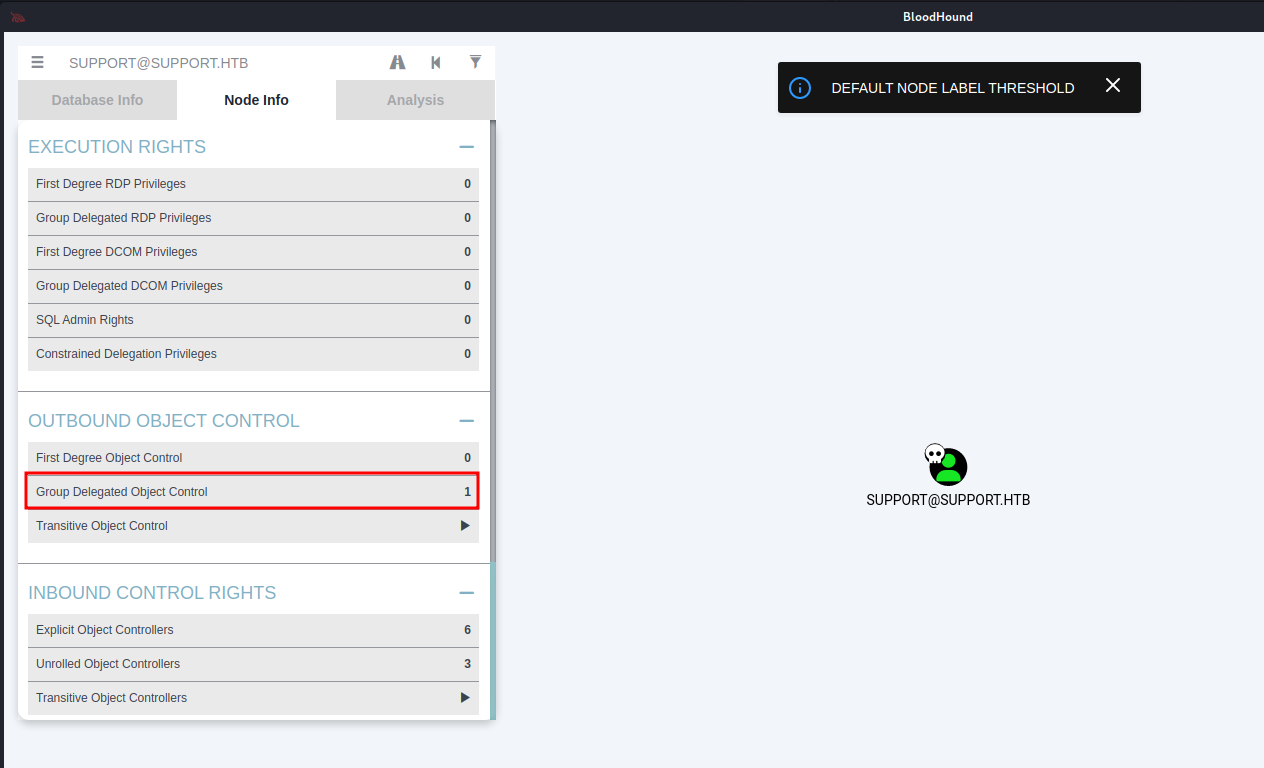 BloodHound
SUPPORT@SUPPORT.HTB
Database Info Node Info Analysis
DEFAULT NODE LABEL THRESHOLD
EXECUTION RIGHTS
First Degree RDP Privileges 0
Group Delegated RDP Privileges 0
First Degree DCOM Privileges 0
Group Delegated DCOM Privileges 0
SQL Admin Rights 0
Constrained Delegation Privileges 0
OUTBOUND OBJECT CONTROL
First Degree Object Control 0
Group Delegated Object Control 1
Transitive Object Control
INBOUND CONTROL RIGHTS
Explicit Object Controllers 6
Unrolled Object Controllers 3
Transitive Object Controllers
SUPPORT@SUPPORT.HTB